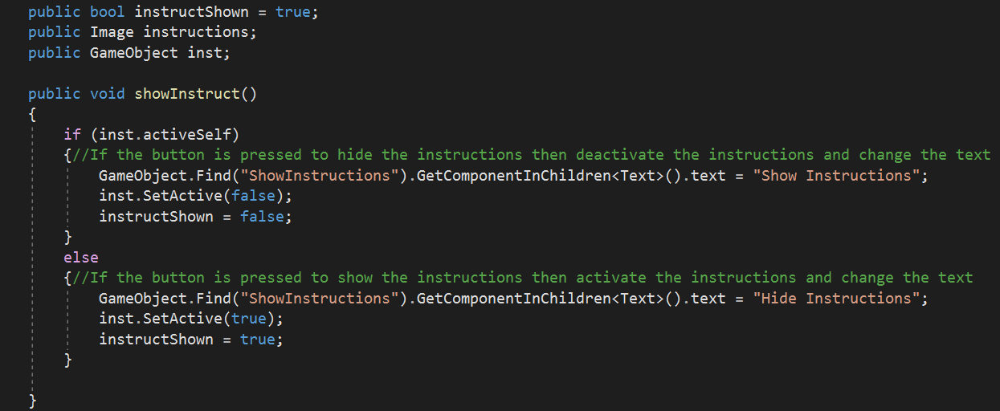 public bool instructShown = true;
public Image instructions;
public GameObject inst;

public void showInstruct()
{
    if (inst.activeSelf)
    {//If the button is pressed to hide the instructions then deactivate the instructions and change the text
        GameObject.Find("ShowInstructions").GetComponentInChildren<Text>().text = "Show Instructions";
        inst.SetActive(false);
        instructShown = false;
    }
    else
    {//If the button is pressed to show the instructions then activate the instructions and change the text
        GameObject.Find("ShowInstructions").GetComponentInChildren<Text>().text = "Hide Instructions";
        inst.SetActive(true);
        instructShown = true;
    }

}